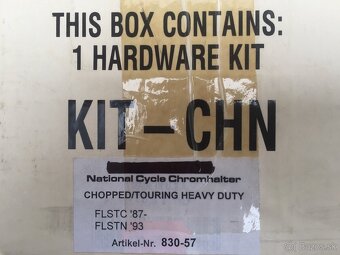 THIS BOX CONTAINS:
1 HARDWARE KIT
KIT-CHN
National Cycle Chromhalter
CHOPPED/TOURING HEAVY DUTY
FLSTC '87-
FLSTN '93
Artikel-Nr. 830-57